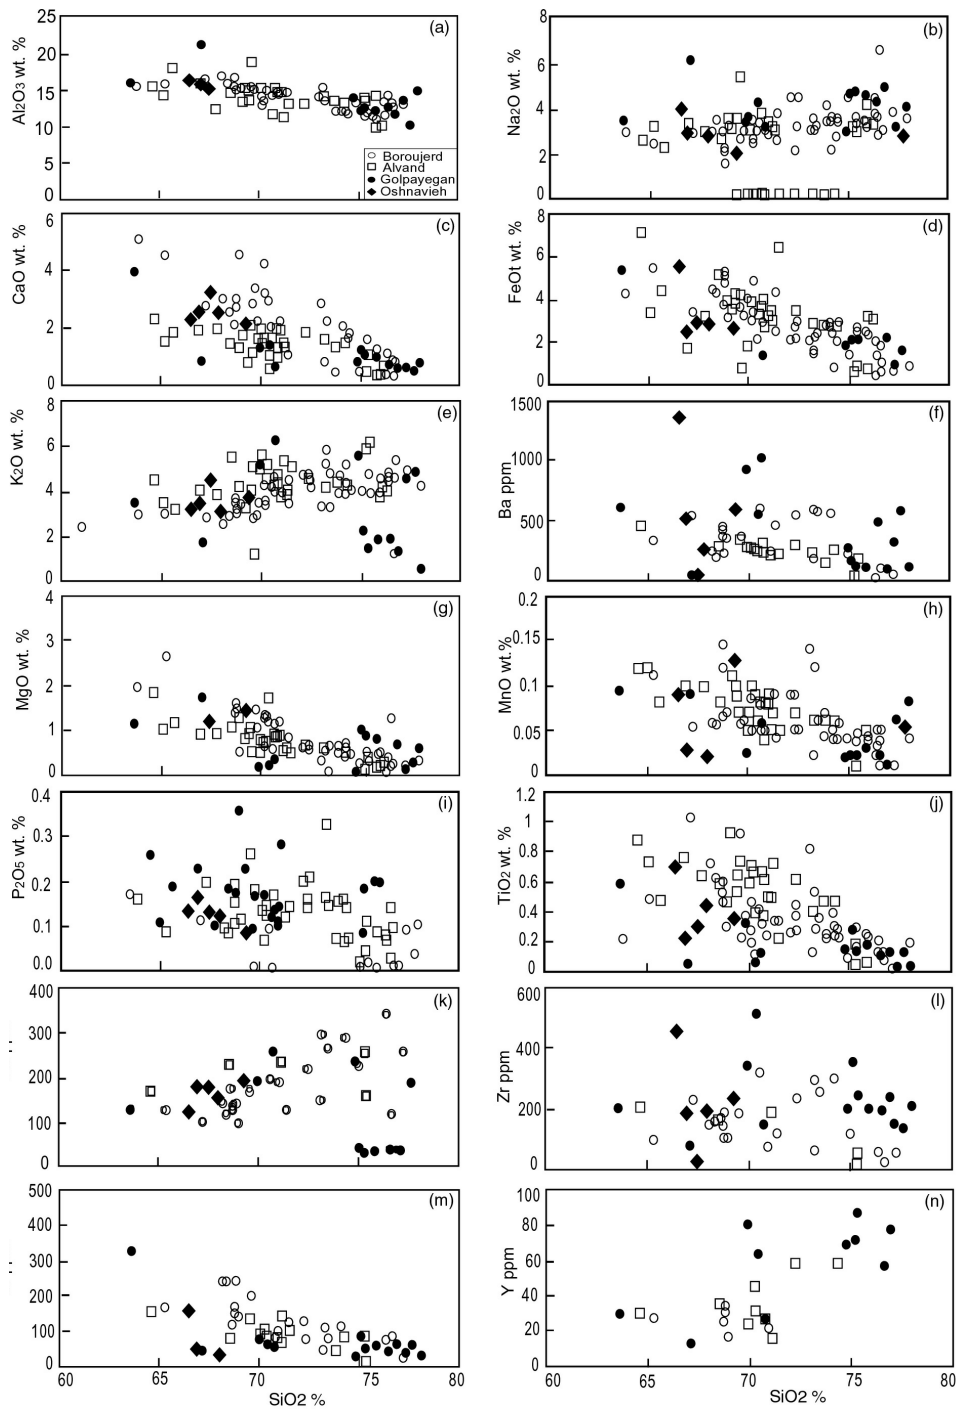 (a)
Al2O3 wt. %
25
20
15
10
5
0
Boroujerd
Alvand
Golpayegan
Oshnavieh
(b)
Na2O wt. %
8
6
4
2
0
(c)
CaO wt. %
6
4
2
0
(d)
FeOt wt. %
8
6
4
2
0
(e)
K2O wt. %
8
6
4
2
0
(f)
Ba ppm
1500
1000
500
0
(g)
MgO wt. %
4
3
2
1
0
(h)
MnO wt.%
0.2
0.15
0.1
0.05
0
(i)
P2O5 wt. %
0.4
0.3
0.2
0.1
0.0
(j)
TiO2 wt. %
1.2
1
0.8
0.6
0.4
0.2
0
(k)
400
300
200
100
0
(l)
Zr ppm
600
400
200
0
(m)
500
400
300
200
100
0
60
65
70
75
80
SiO2 %
(n)
Y ppm
100
80
60
40
20
0
60
65
70
75
80
SiO2 %